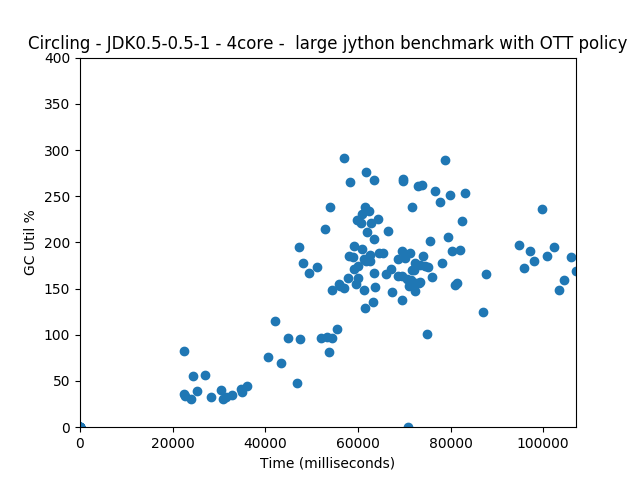 Circling - JDK0.5-0.5-1 - 4core -  large jython benchmark with OTT policy
400
350
300
250
200
150
100
50
0
GC Util %
0 20000 40000 60000 80000 100000
Time (milliseconds)